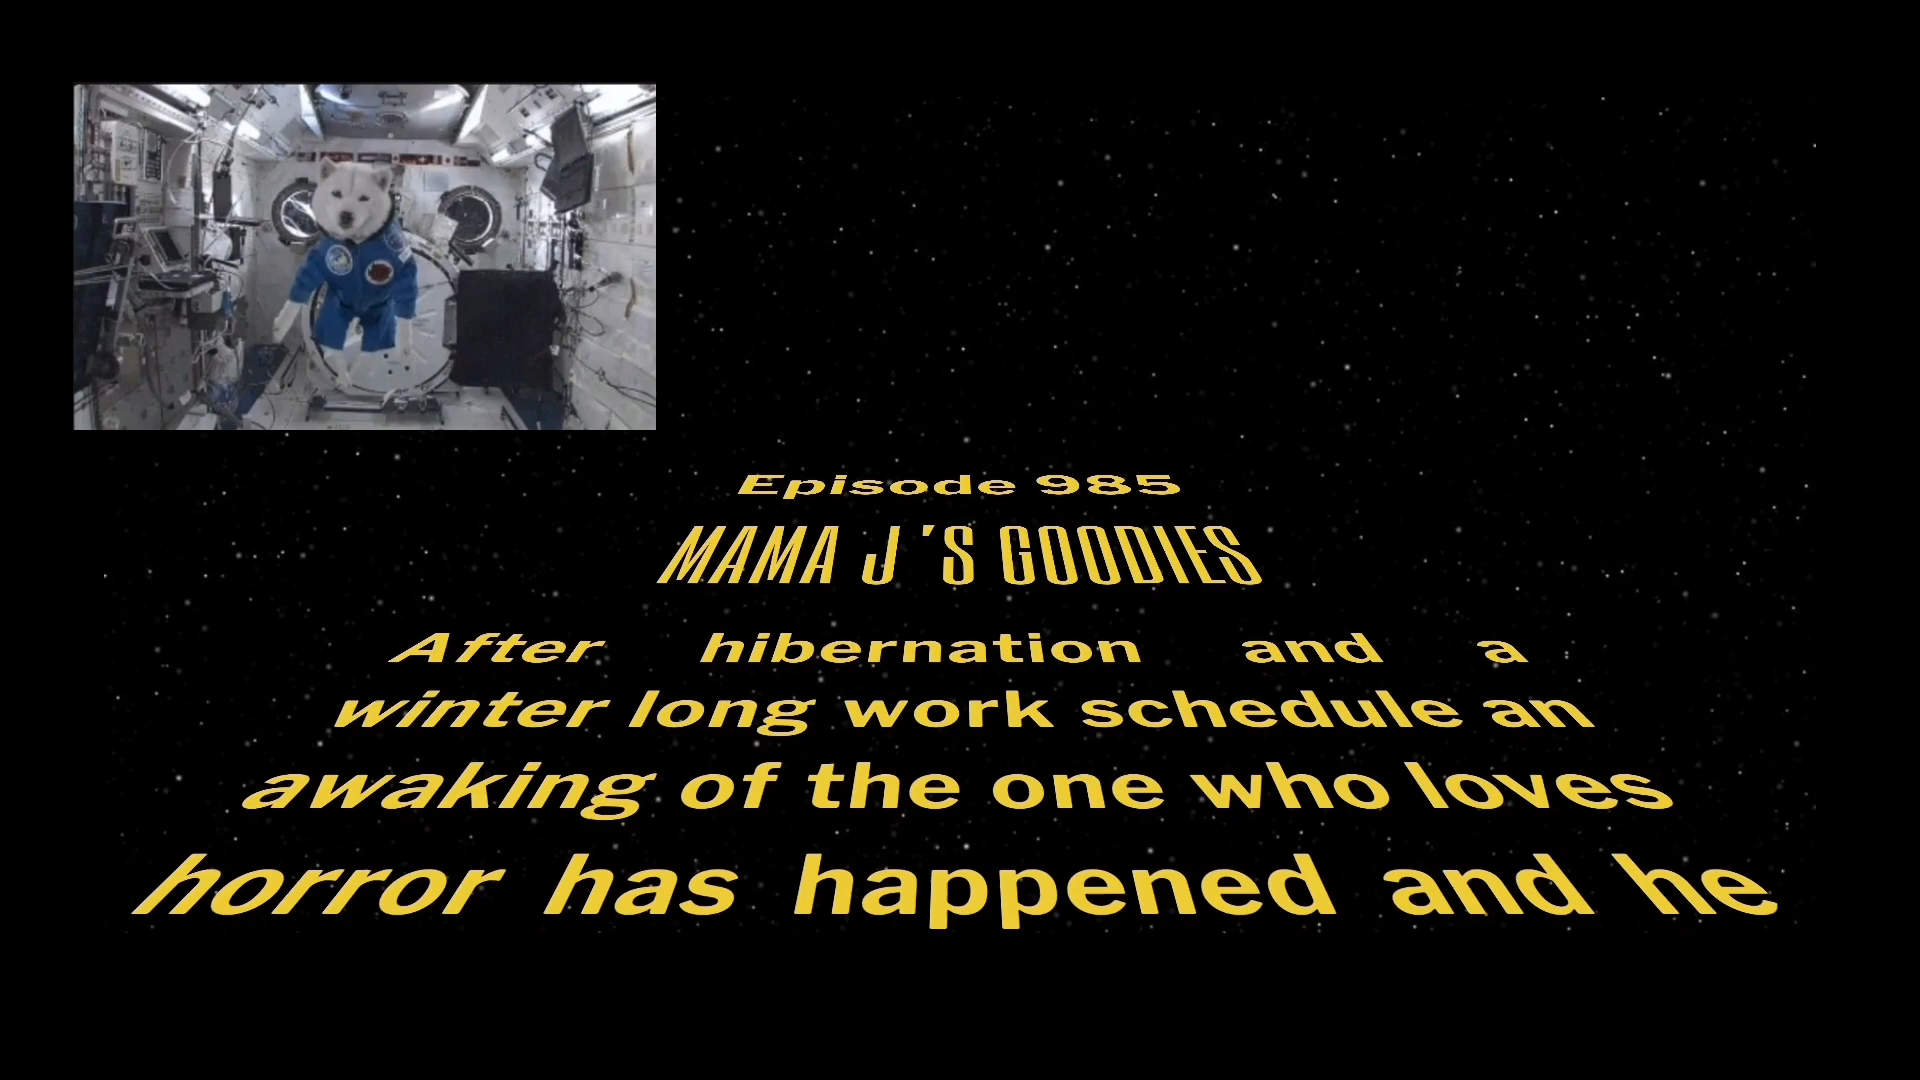 Episode 985
MAMA J'S GOODIES
After hibernation and a
winter long work schedule an
awaking of the one who loves
horror has happened and he